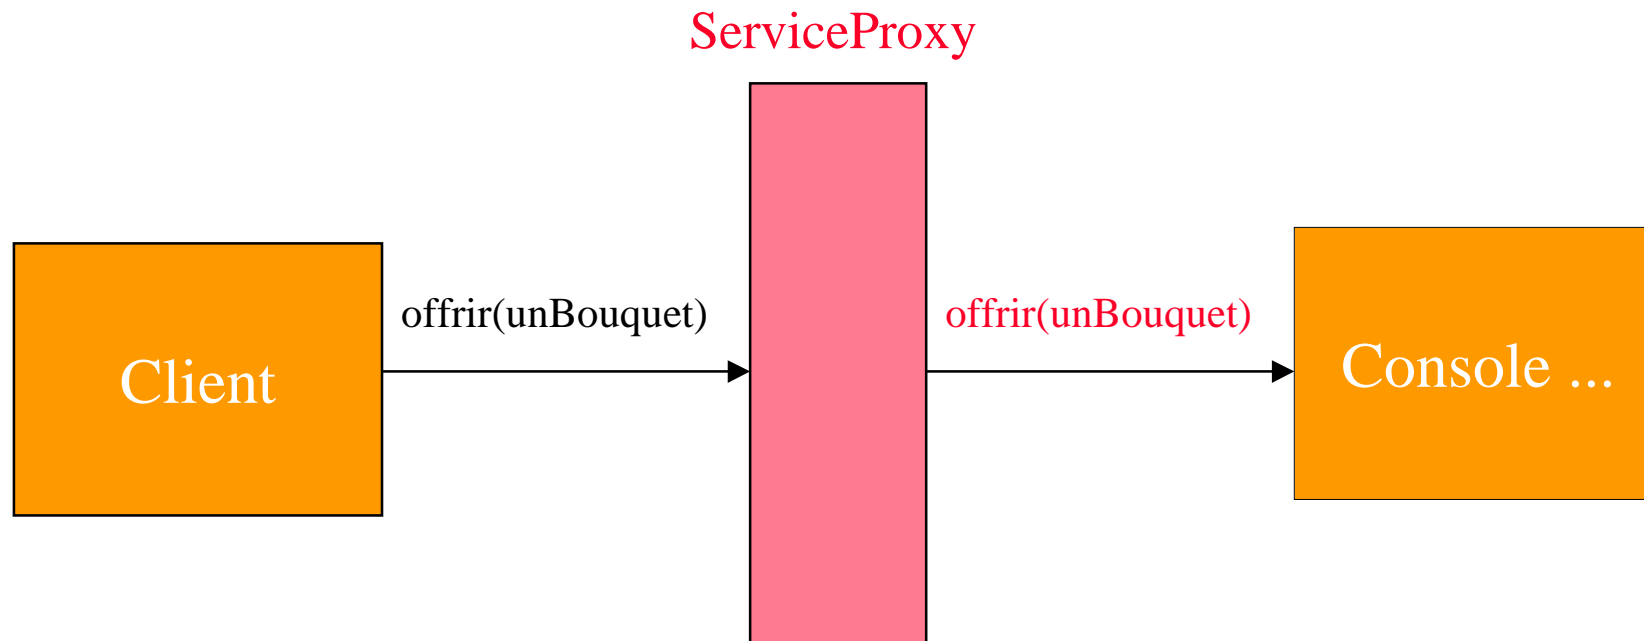 ServiceProxy
offrir(unBouquet)
offrir(unBouquet)
Client
Console ...